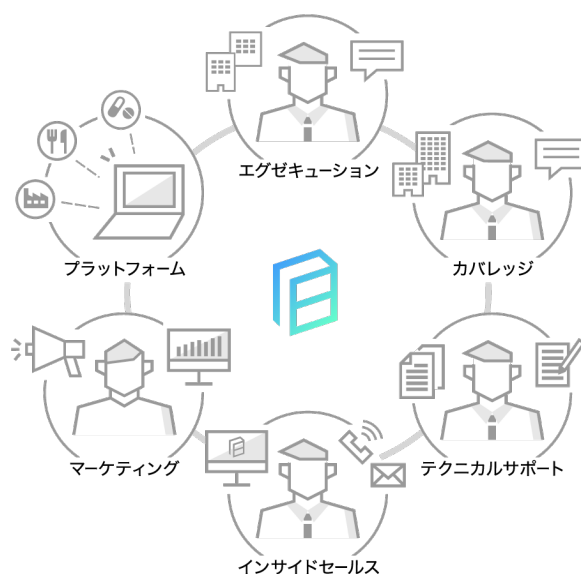 エグゼキューション
カバレッジ
プラットフォーム
マーケティング
テクニカルサポート
インサイドセールス